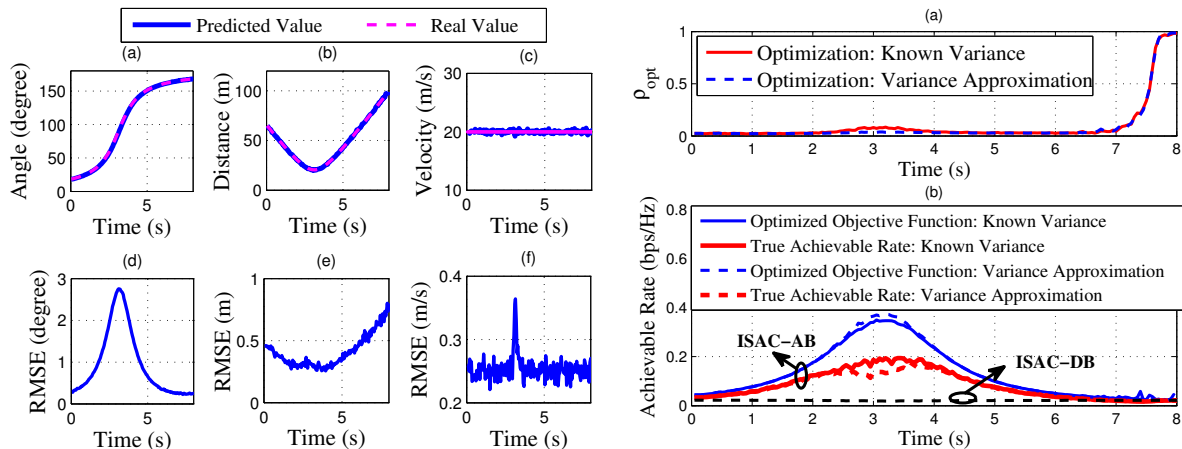 Predicted Value Real Value
(a)
(b)
(c)
Angle (degree)
150
100
50
0
0 5
Time (s)
Distance (m)
100
50
0
0 5
Time (s)
Velocity (m/s)
30
20
10
0 5
Time (s)
(d)
(e)
(f)
RMSE (degree)
3
2
1
0
0 5
Time (s)
RMSE (m)
1
0.5
0
0 5
Time (s)
RMSE (m/s)
0.4
0.3
0.2
0 5
Time (s)
(a)
Optimization: Known Variance
Optimization: Variance Approximation
ρopt
1
0.5
0
0 1 2 3 4 5 6 7 8
Time (s)
(b)
Optimized Objective Function: Known Variance
True Achievable Rate: Known Variance
Optimized Objective Function: Variance Approximation
True Achievable Rate: Variance Approximation
Achievable Rate (bps/Hz)
0.8
0.6
0.4
0.2
0
ISAC−AB
ISAC−DB
0 1 2 3 4 5 6 7 8
Time (s)